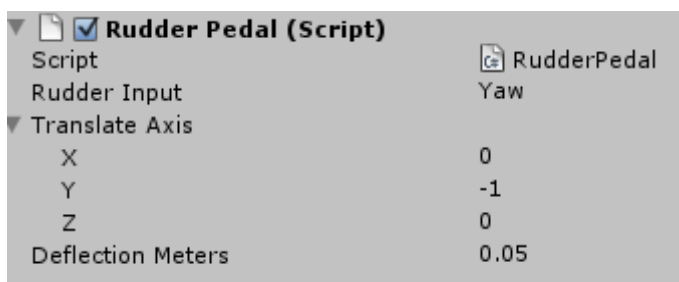 Rudder Pedal (Script)
Script RudderPedal
Rudder Input Yaw
Translate Axis
X 0
Y -1
Z 0
Deflection Meters 0.05